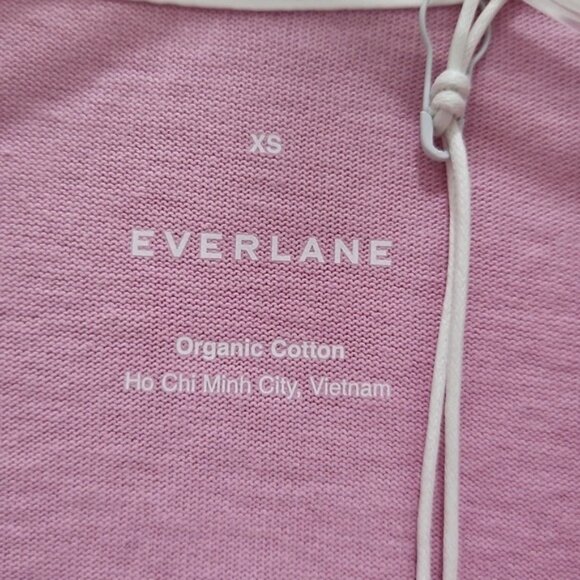 XS
EVERLANE
Organic Cotton
Ho Chi Minh City, Vietnam